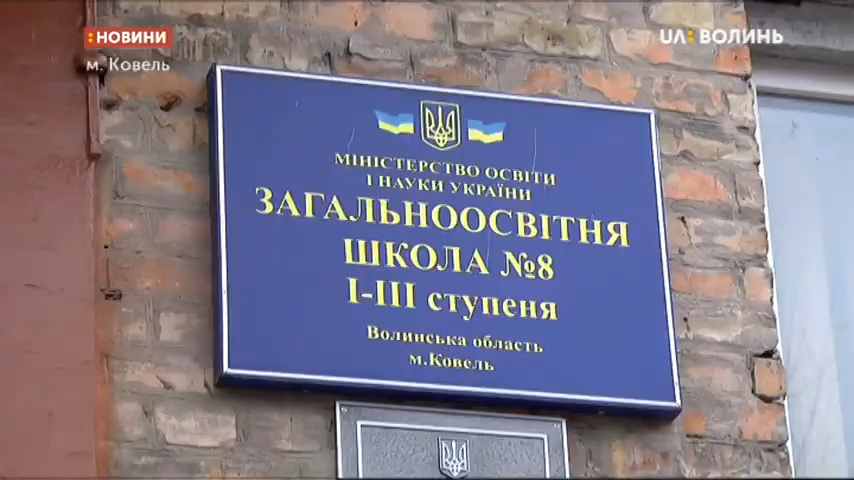 :НОВИНИ
м. Ковель
UA: ВОЛИНЬ
МІНІСТЕРСТВО ОСВІТИ
І НАУКИ УКРАЇНИ
ЗАГАЛЬНООСВІТНЯ
ШКОЛА №8
І-ІІІ ступеня
Волинська область
м.Ковель